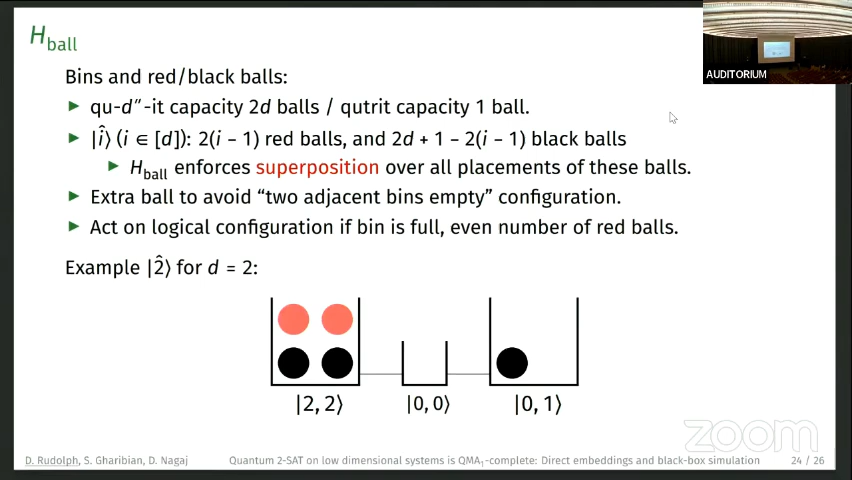 H_ball
AUDITORIUM
Bins and red/black balls:
▶ qu-d″-it capacity 2d balls / qutrit capacity 1 ball.
▶ |î⟩ (i ∈ [d]): 2(i − 1) red balls, and 2d + 1 − 2(i − 1) black balls
▶ H_ball enforces superposition over all placements of these balls.
▶ Extra ball to avoid “two adjacent bins empty” configuration.
▶ Act on logical configuration if bin is full, even number of red balls.
Example |2̂⟩ for d = 2:
|2, 2⟩ |0, 0⟩ |0, 1⟩
zoom
D. Rudolph, S. Gharibian, D. Nagaj Quantum 2-SAT on low dimensional systems is QMA₁-complete: Direct embeddings and black-box simulation 24 / 26